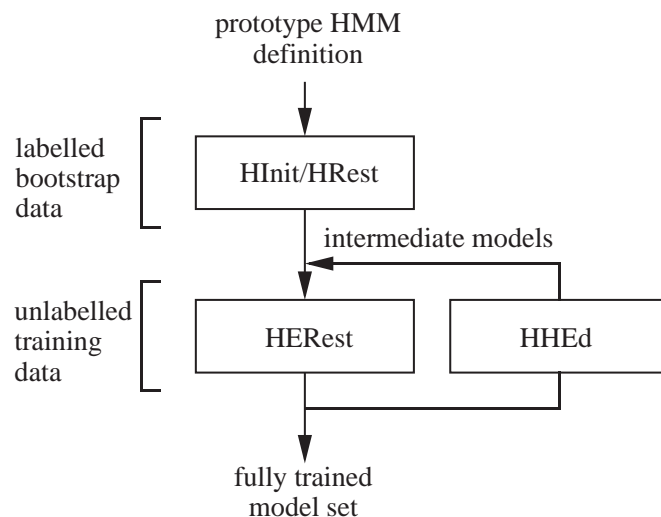 prototype HMM
definition
labelled
bootstrap
data
HInit/HRest
intermediate models
unlabelled
training
data
HERest
HHEd
fully trained
model set